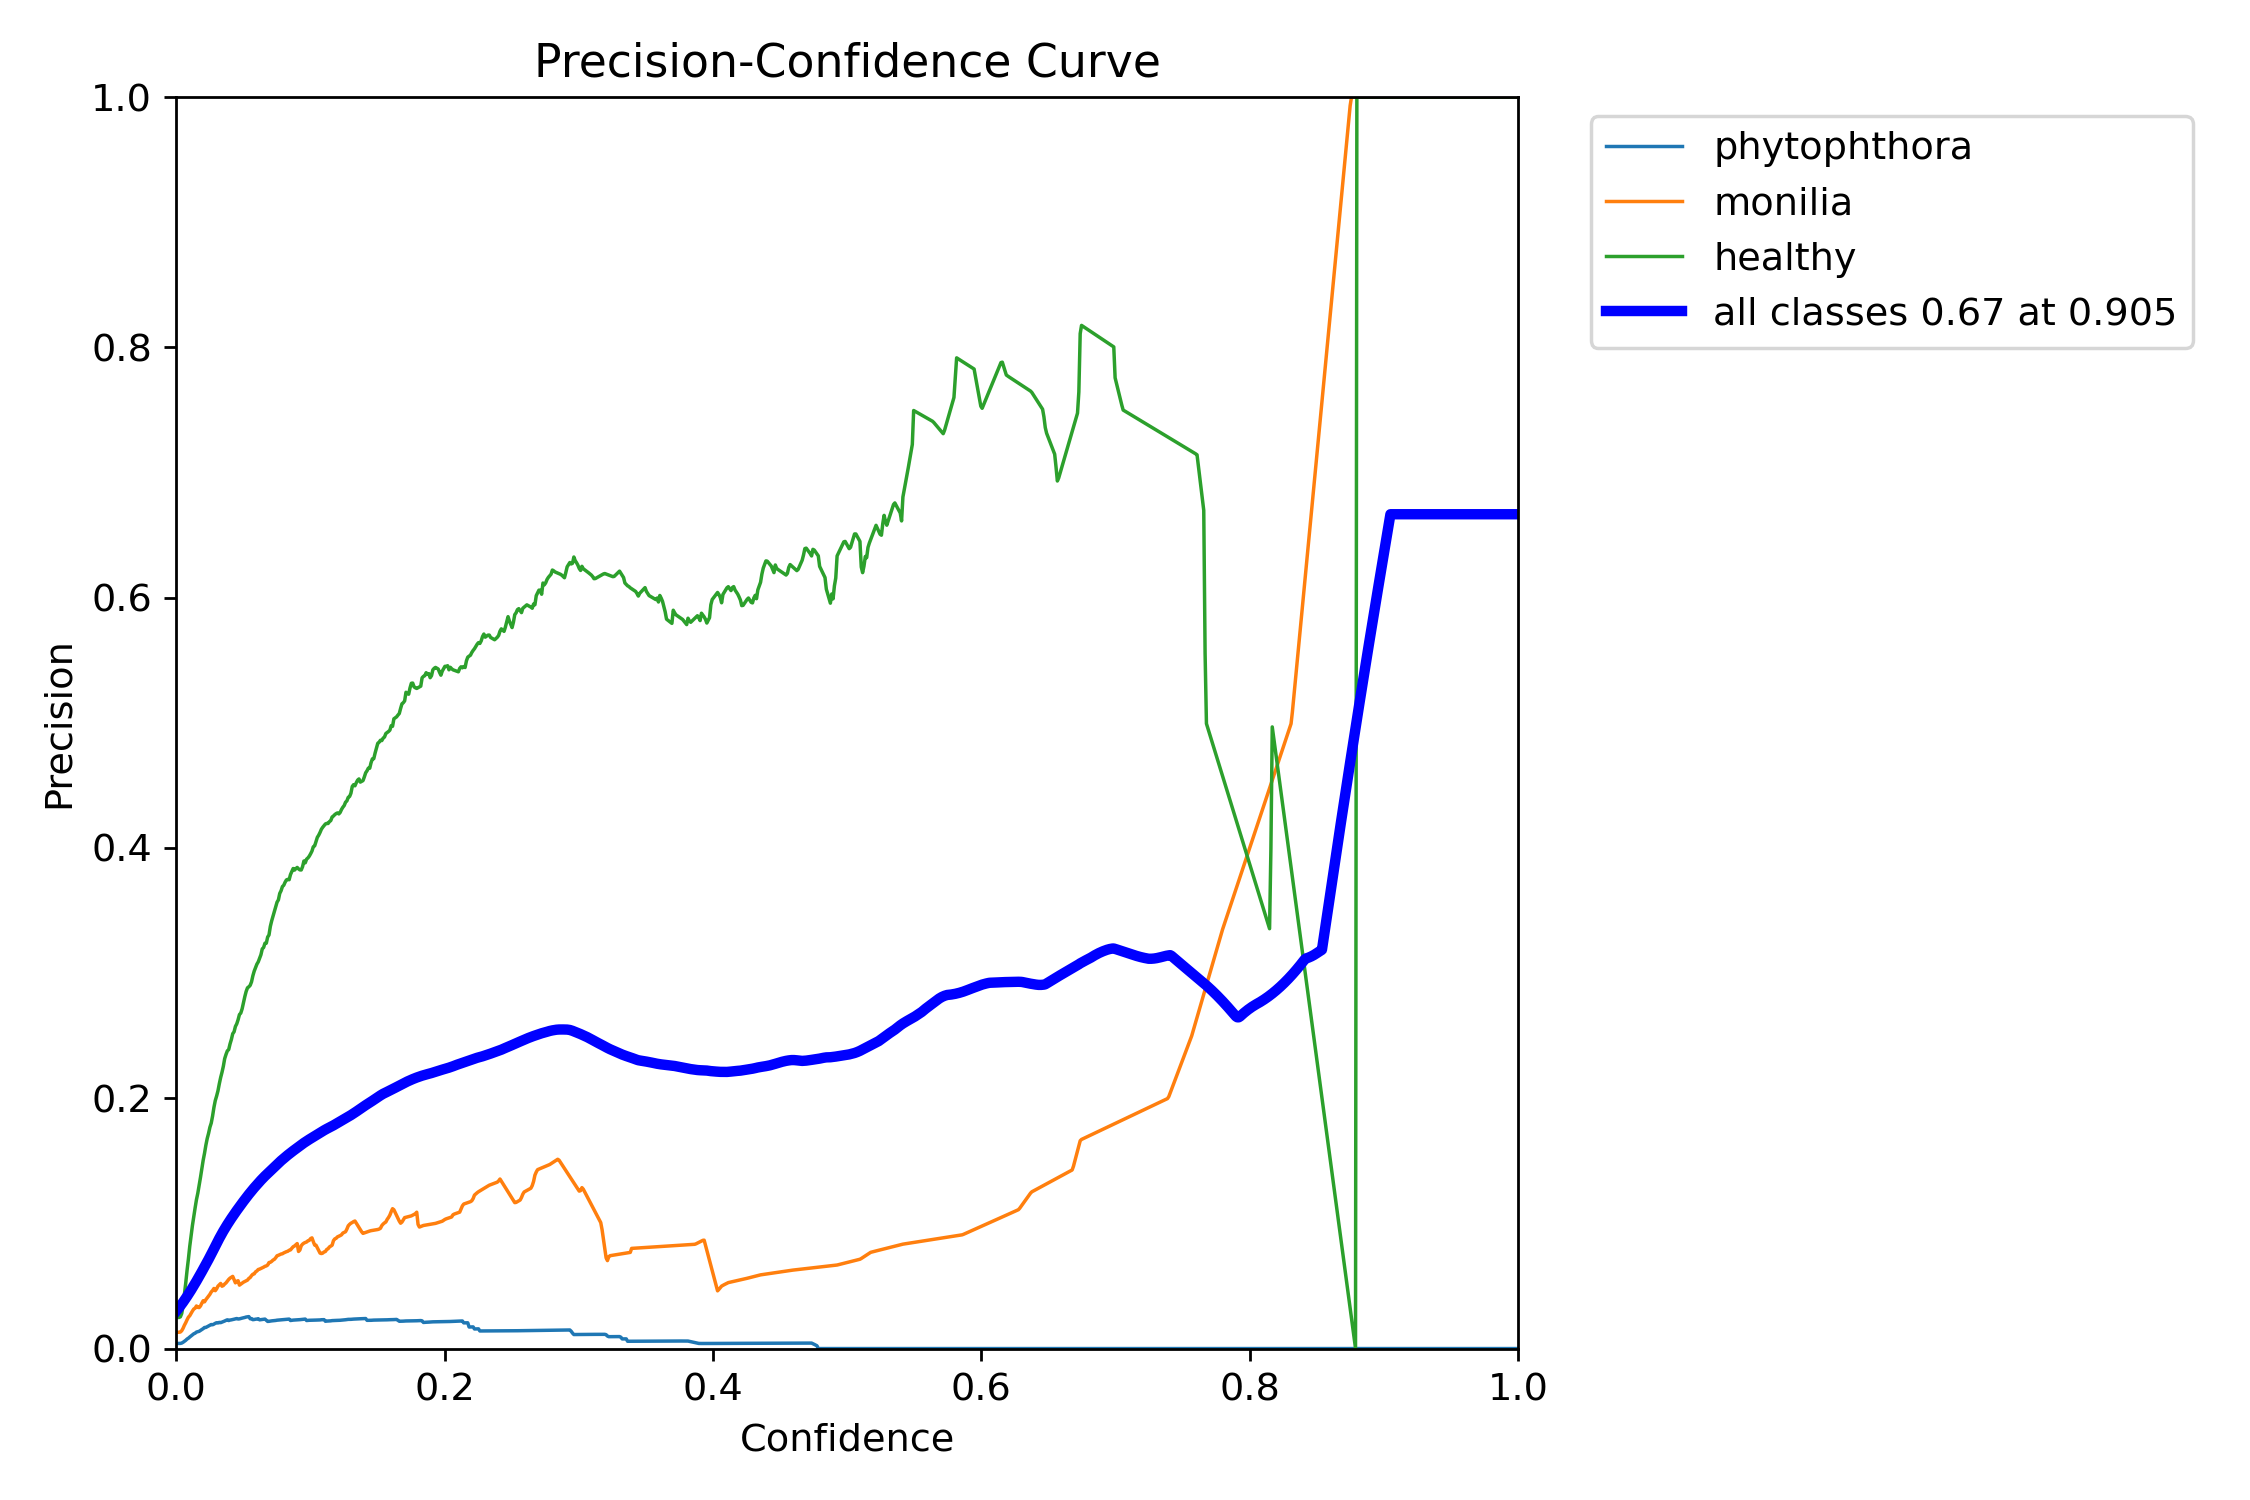 Precision-Confidence Curve
1.0
0.8
0.6
0.4
0.2
0.0
Precision
0.0 0.2 0.4 0.6 0.8 1.0
Confidence
phytophthora
monilia
healthy
all classes 0.67 at 0.905